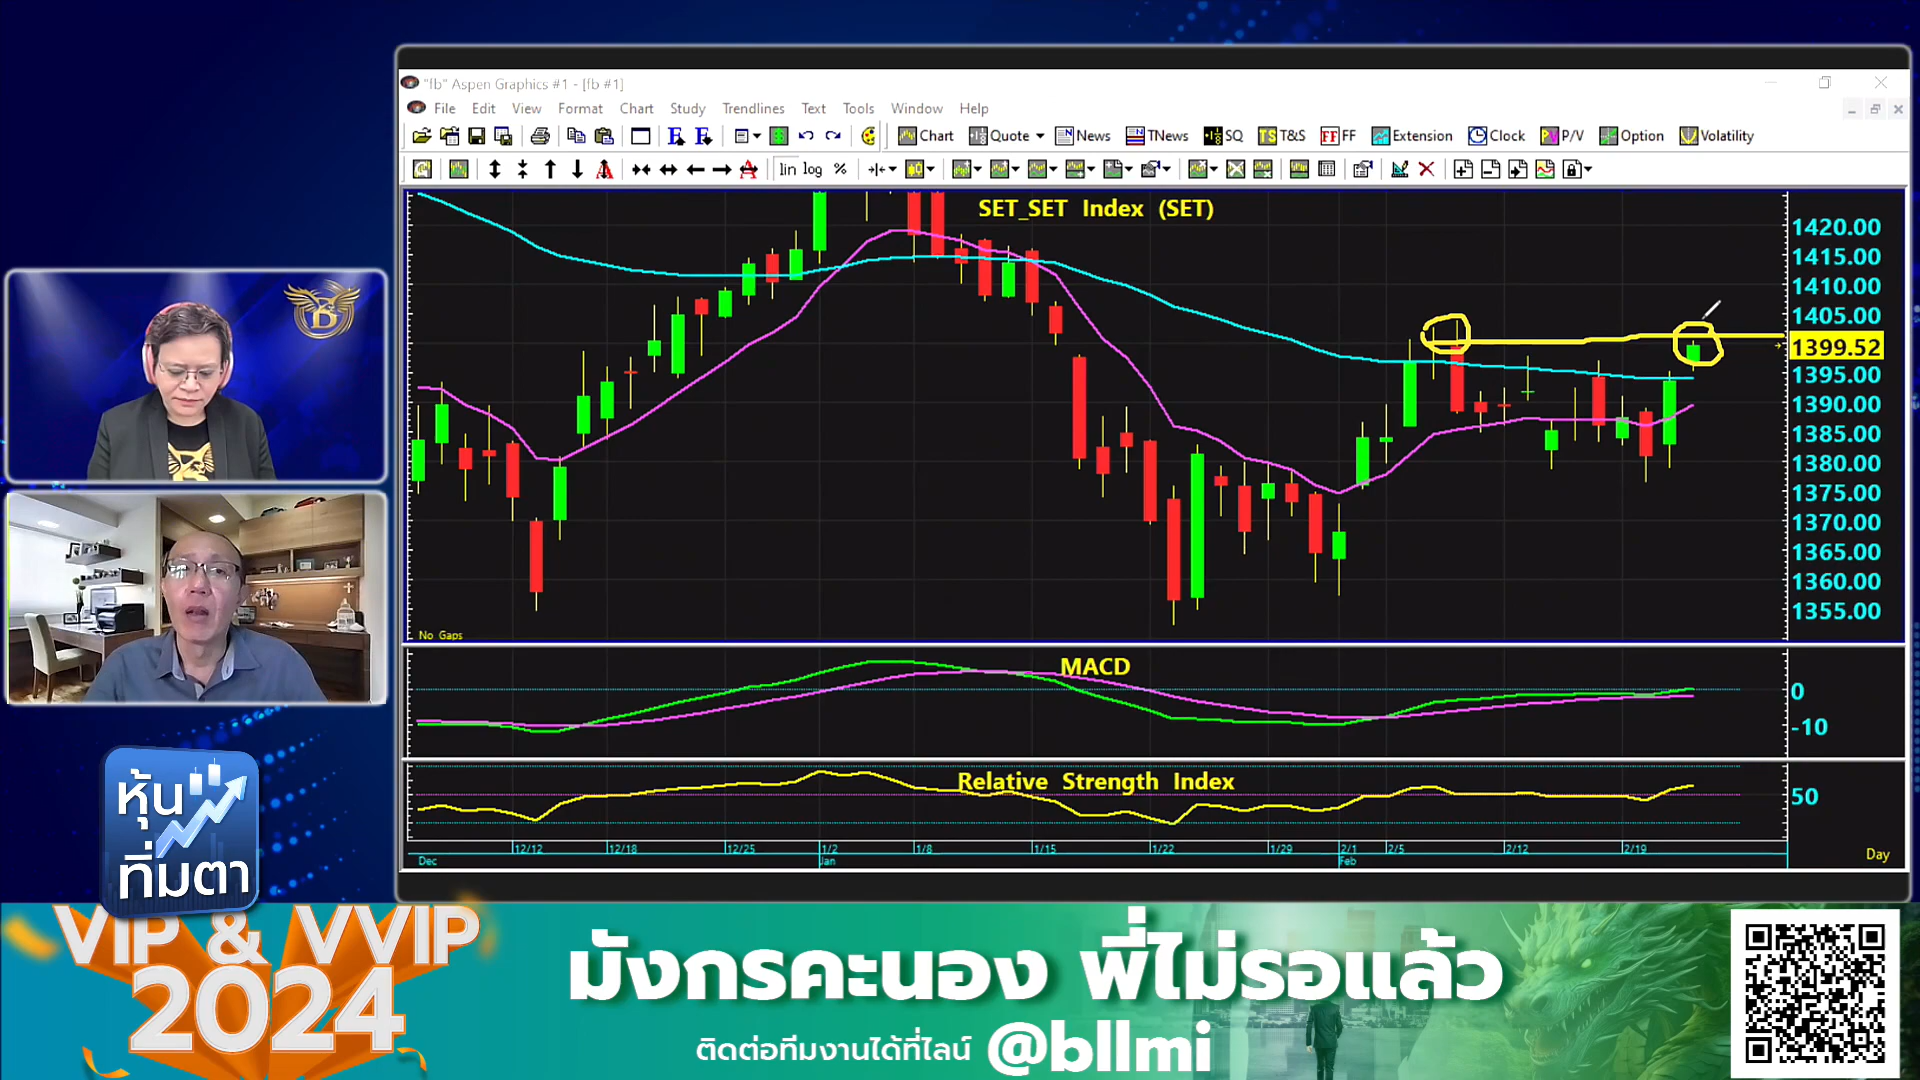 "fb" Aspen Graphics #1 - [fb #1]
File Edit View Format Chart Study Trendlines Text Tools Window Help
Chart Quote News TNews SQ T&S FF Extension Clock P/V Option Volatility
lin log %
SET_SET Index (SET)
1420.00
1415.00
1410.00
1405.00
1399.52
1395.00
1390.00
1385.00
1380.00
1375.00
1370.00
1365.00
1360.00
1355.00
No Gaps
MACD
0
-10
Relative Strength Index
50
12/12 12/18 12/25 1/2 1/8 1/15 1/22 1/29 2/1 2/5 2/12 2/19
Dec Jan Feb
Day
หุ้น
ทิ่มตา
VIP & VVIP
2024
มังกรคะนอง พี่ไม่รอแล้ว
ติดต่อทีมงานได้ที่ไลน์ @bllmi